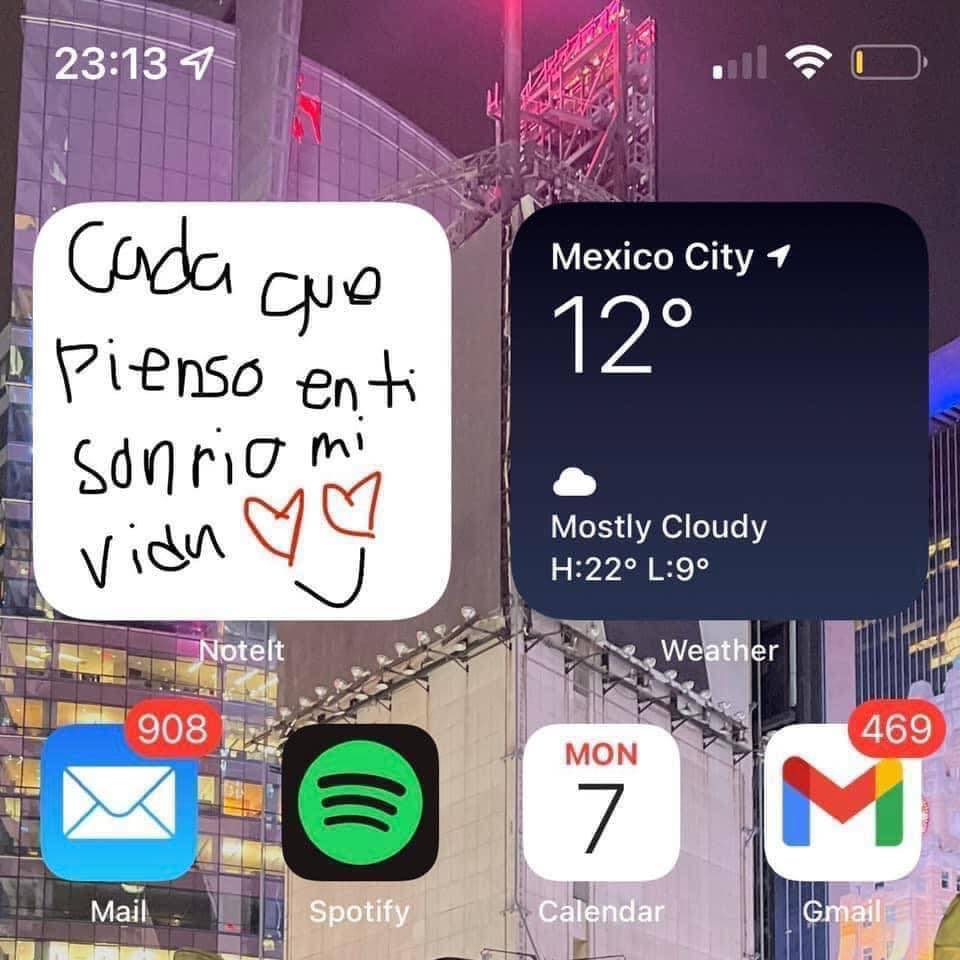 23:13
Cada que
pienso en ti
sonrio mi
vida
NoteIt
Mexico City
12°
Mostly Cloudy
H:22° L:9°
Weather
908
469
MON
7
Mail
Spotify
Calendar
Gmail